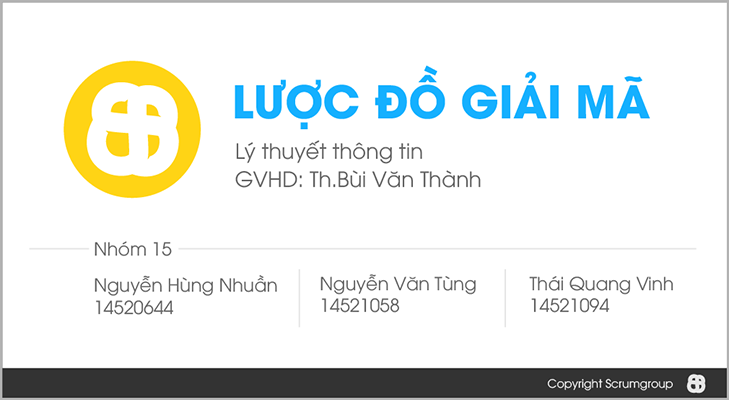 LƯỢC ĐỒ GIẢI MÃ
Lý thuyết thông tin
GVHD: Th.Bùi Văn Thành
Nhóm 15
Nguyễn Hùng Nhuần
14520644
Nguyễn Văn Tùng
14521058
Thái Quang Vinh
14521094
Copyright Scrumgroup